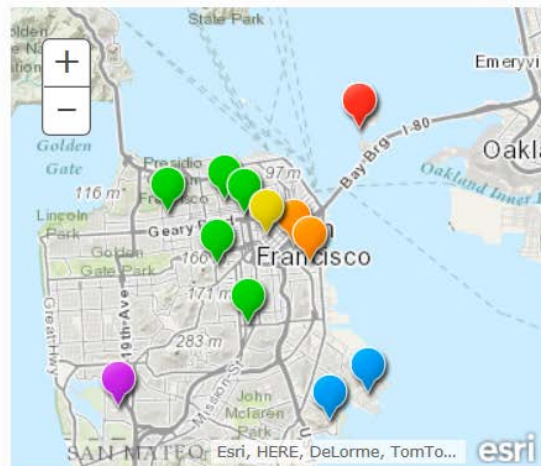 State Park
Golden
+
−
Emeryvil
Golden
Gate
Presidio
97 m
Bay Brg
I-80
Oakla
Oakland Inner
116 m
Lincoln
Park
Geary
Golden
Gate Park
166
Francisco
171 m
Great Hwy
19th Ave
283 m
Mission St
John
McLaren
Park
SAN MATEO
Esri, HERE, DeLorme, TomTo...
esri